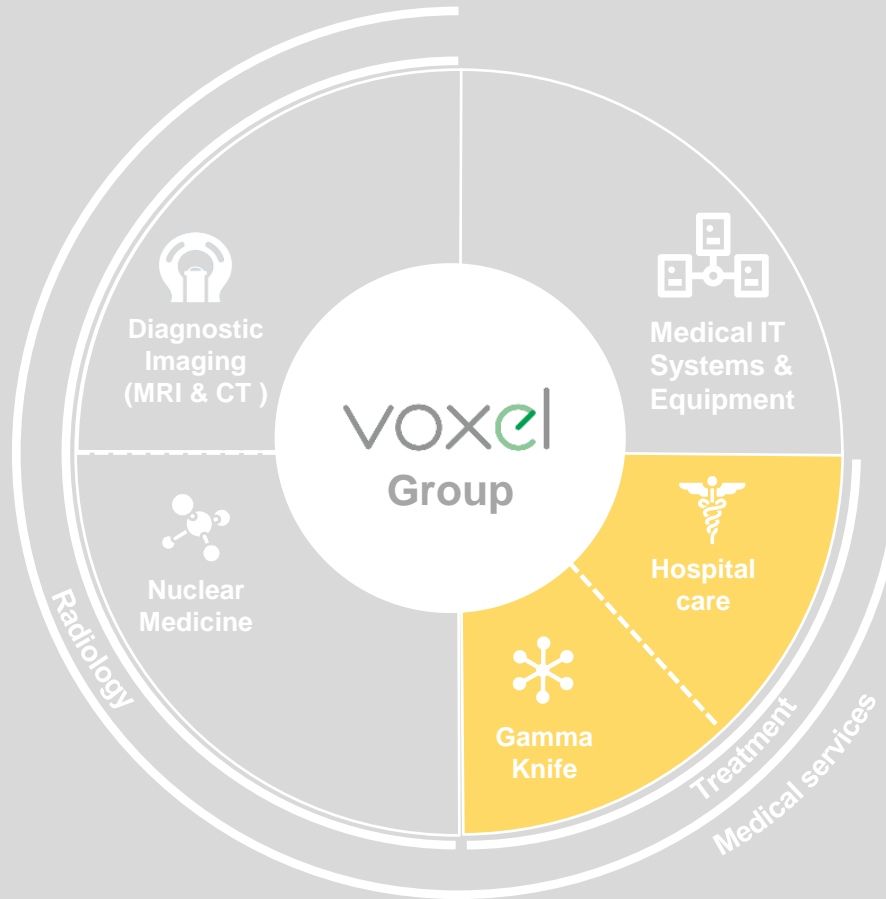 Diagnostic
Imaging
(MRI & CT )
Medical IT
Systems &
Equipment
voxel
Group
Nuclear
Medicine
Hospital
care
Gamma
Knife
Radiology
Treatment
Medical services